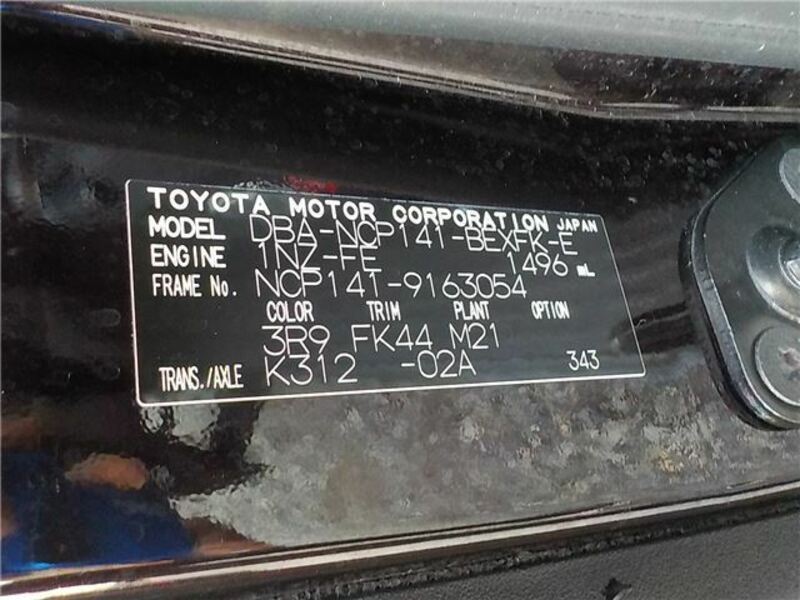 TOYOTA MOTOR CORPORATION JAPAN
MODEL DBA-NCP141-BEXFK-E
ENGINE 1NZ-FE 1496 mL
FRAME No. NCP141-9163054
COLOR TRIM PLANT OPTION
3R9 FK44 M21
TRANS./AXLE K312 -02A 343